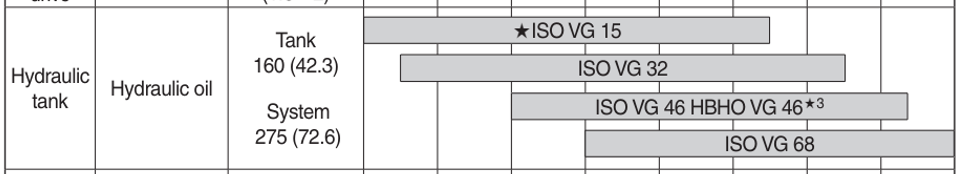 Hydraulic
tank
Hydraulic oil
Tank
160 (42.3)
System
275 (72.6)
★ISO VG 15
ISO VG 32
ISO VG 46 HBHO VG 46★3
ISO VG 68